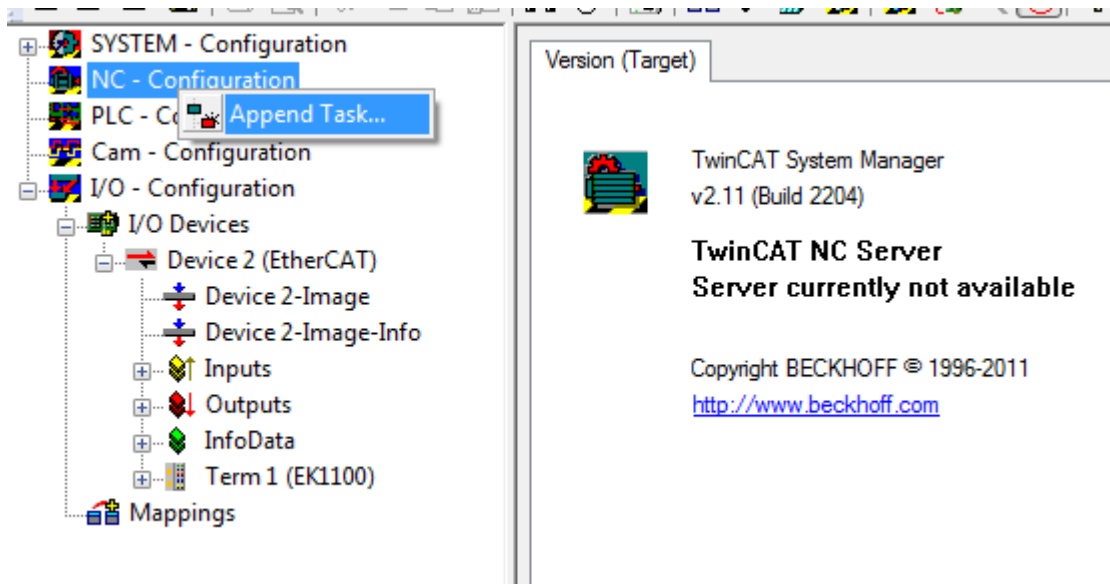 SYSTEM - Configuration
NC - Configuration
Append Task...
PLC - Co
Cam - Configuration
I/O - Configuration
I/O Devices
Device 2 (EtherCAT)
Device 2-Image
Device 2-Image-Info
Inputs
Outputs
InfoData
Term 1 (EK1100)
Mappings
Version (Target)
TwinCAT System Manager
v2.11 (Build 2204)
TwinCAT NC Server
Server currently not available
Copyright BECKHOFF © 1996-2011
http://www.beckhoff.com